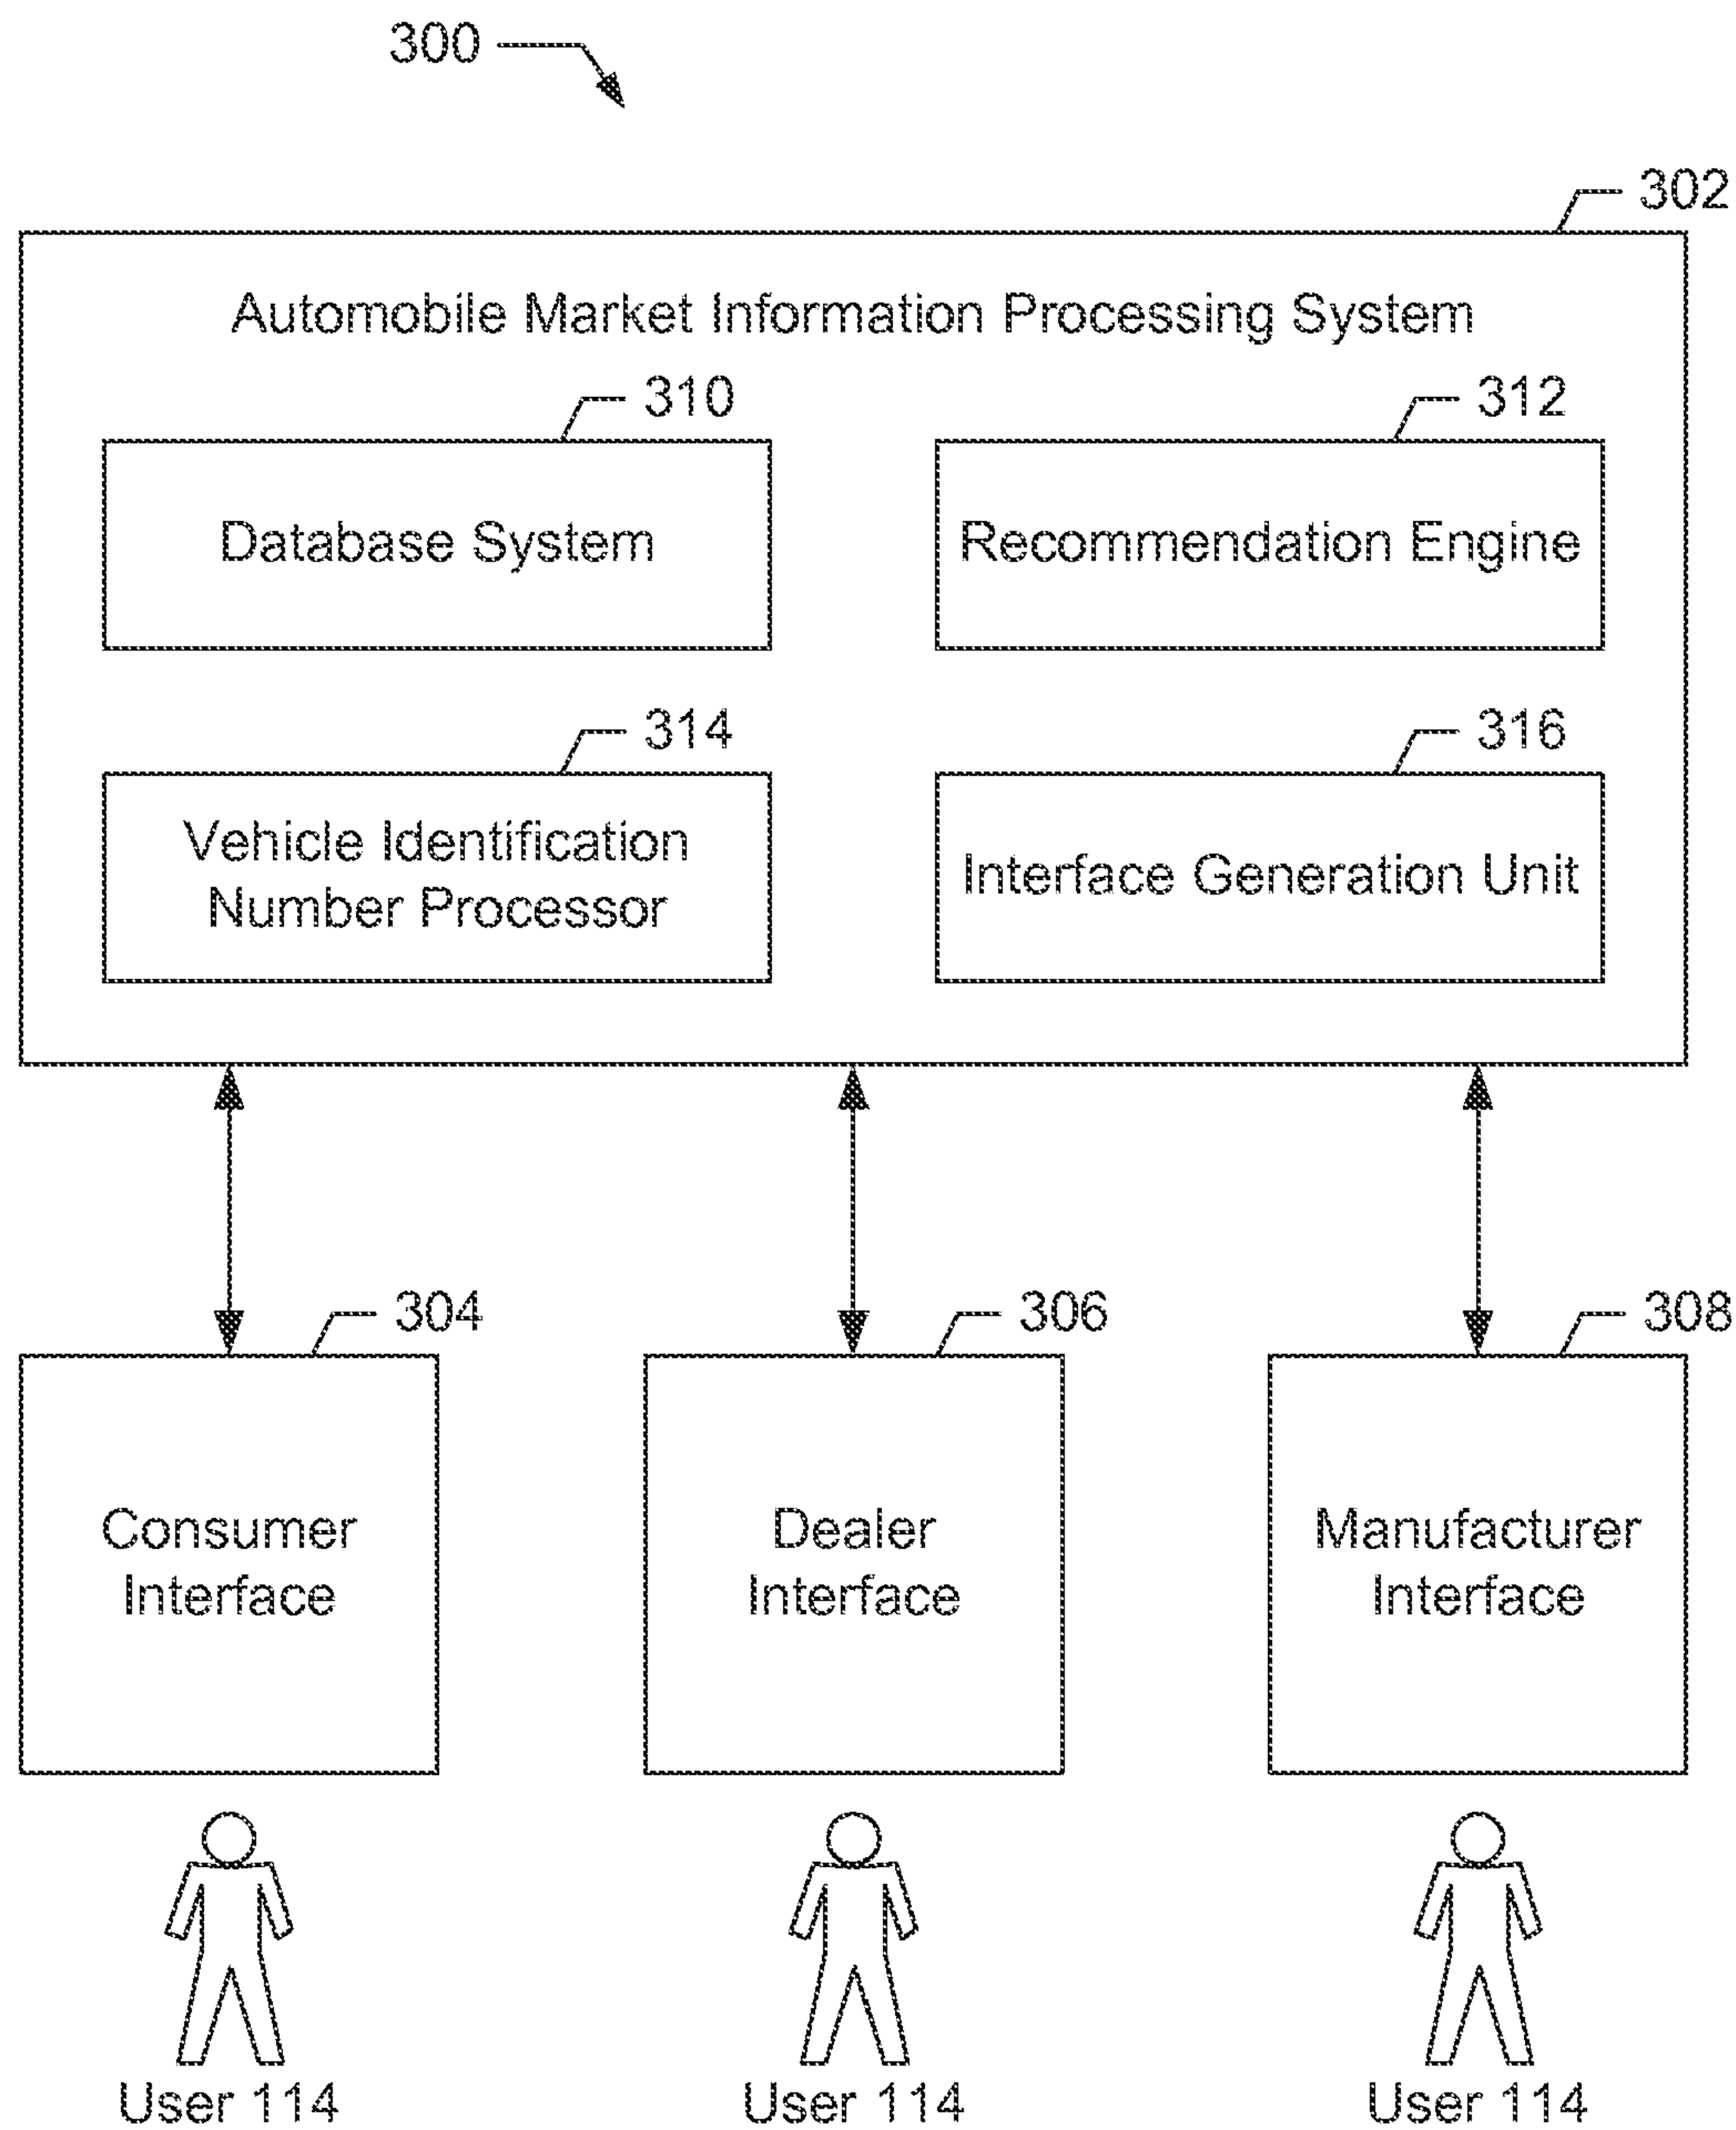 300
302
Automobile Market Information Processing System
310
312
Database System
Recommendation Engine
314
316
Vehicle Identification
Number Processor
Interface Generation Unit
304
306
308
Consumer
Interface
Dealer
Interface
Manufacturer
Interface
User 114
User 114
User 114